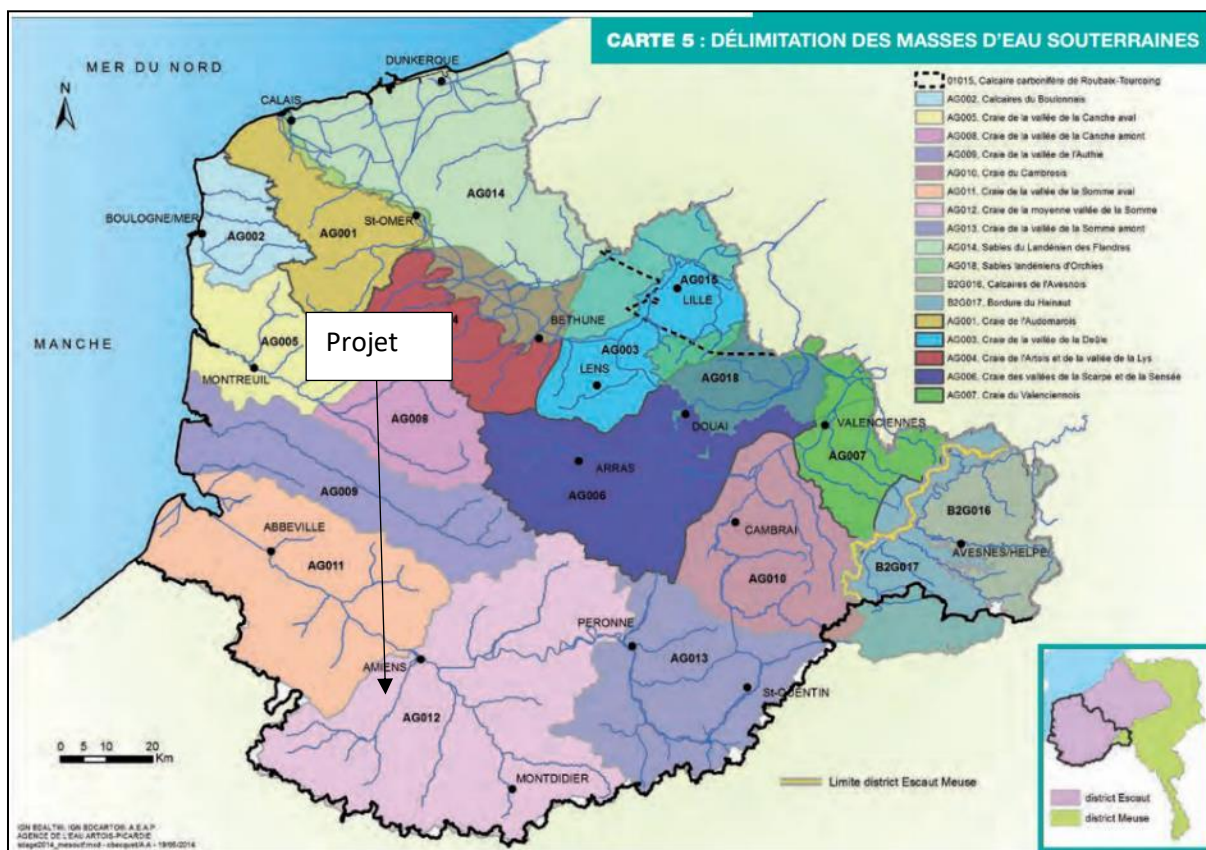 CARTE 5 : DÉLIMITATION DES MASSES D'EAU SOUTERRAINES
MER DU NORD
N
DUNKERQUE
CALAIS
01015, Calcaire carbonifère de Roubaix-Tourcoing
AG002, Calcaires du Boulonnais
AG005, Craie de la vallée de la Canche aval
AG008, Craie de la vallée de la Canche amont
AG009, Craie de la vallée de l'Authie
AG010, Craie du Cambresis
AG011, Craie de la vallée de la Somme aval
AG012, Craie de la moyenne vallée de la Somme
AG013, Craie de la vallée de la Somme amont
AG014, Sables du Landénien des Flandres
AG018, Sables landéniens d'Orchies
B2G016, Calcaires de l'Avesnois
B2G017, Bordure du Hainaut
AG001, Craie de l'Audomarois
AG003, Craie de la vallée de la Deûle
AG004, Craie de l'Artois et de la vallée de la Lys
AG006, Craie des vallées de la Scarpe et de la Sensée
AG007, Craie du Valenciennois
AG014
St-OMER
BOULOGNE/MER
AG002
AG001
AG015
LILLE
MANCHE
AG005
Projet
4
BETHUNE
AG003
LENS
MONTREUIL
AG018
AG008
DOUAI
VALENCIENNES
AG007
ARRAS
AG006
AG009
CAMBRAI
B2G016
AVESNES/HELPE
ABBEVILLE
AG011
AG010
B2G017
PERONNE
AG013
AMIENS
St-QUENTIN
AG012
0 5 10 20
Km
MONTDIDIER
Limite district Escaut Meuse
district Escaut
district Meuse
AGENCE DE L'EAU ARTOIS-PICARDIE